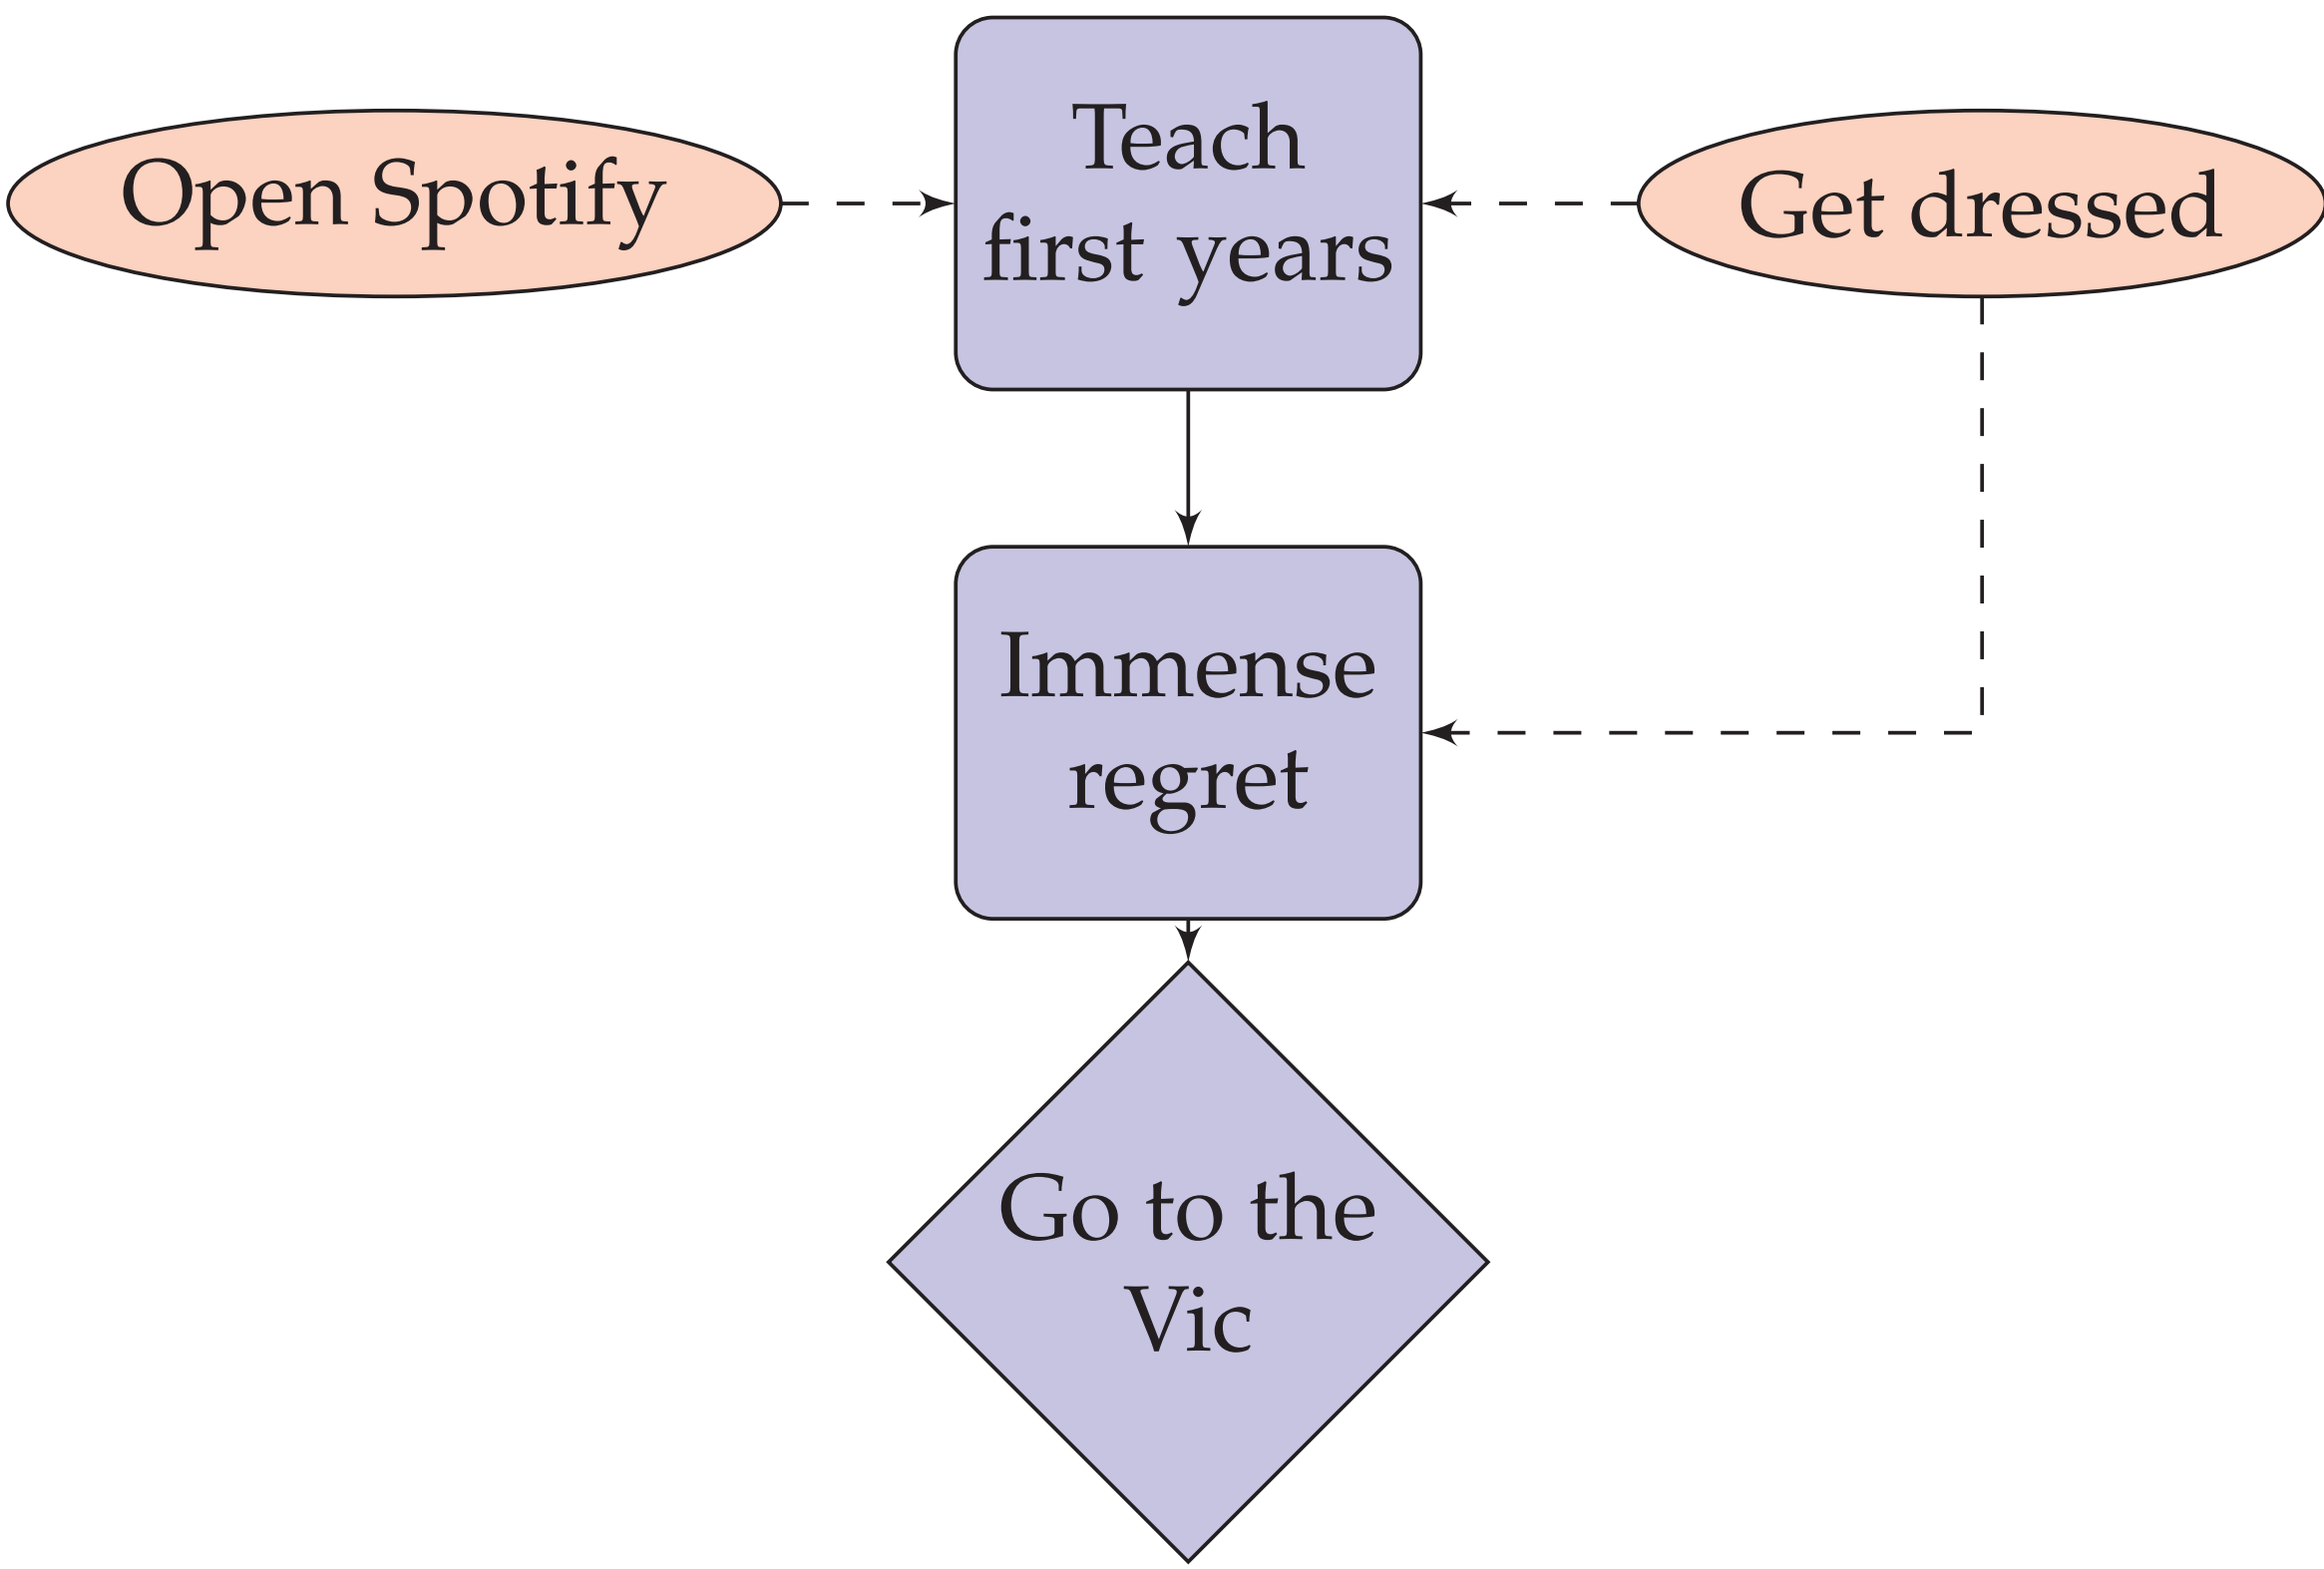 Open Spotify
Teach
first years
Get dressed
Immense
regret
Go to the
Vic